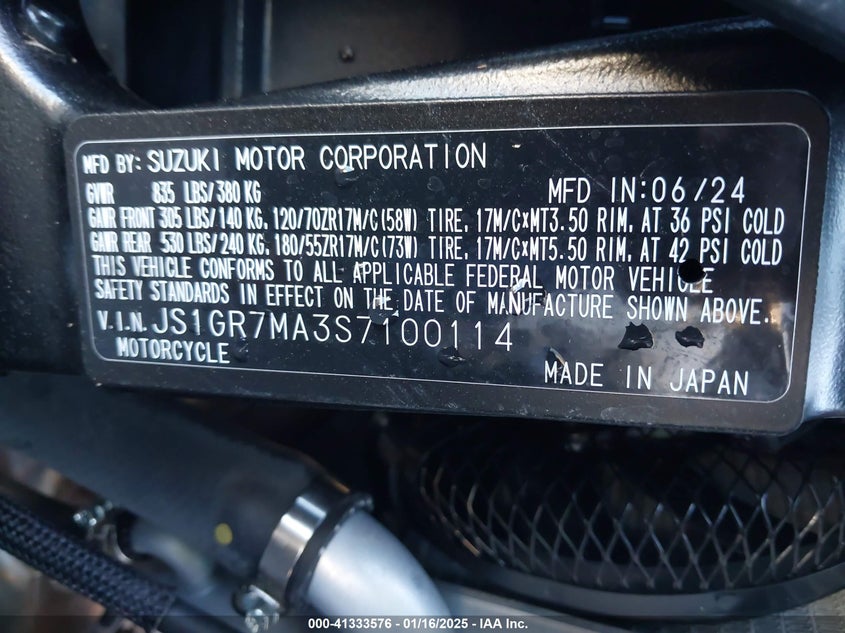 MFD BY: SUZUKI MOTOR CORPORATION
GVWR 835 LBS/380 KG MFD IN:06/24
GAWR FRONT 305 LBS/140 KG, 120/70ZR17M/C(58W) TIRE, 17M/C×MT3.50 RIM, AT 36 PSI COLD
GAWR REAR 530 LBS/240 KG, 180/55ZR17M/C(73W) TIRE, 17M/C×MT5.50 RIM, AT 42 PSI COLD
THIS VEHICLE CONFORMS TO ALL APPLICABLE FEDERAL MOTOR VEHICLE
SAFETY STANDARDS IN EFFECT ON THE DATE OF MANUFACTURE SHOWN ABOVE.
V.I.N. JS1GR7MA3S7100114
MOTORCYCLE MADE IN JAPAN
000-41333576 - 01/16/2025 - IAA Inc.